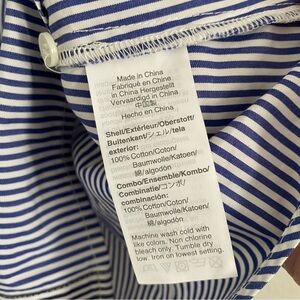 Made in China
Fabriqué en Chine
in China Hergestellt
Vervaardigd in China
中国製
Hecho en China
Shell/Extérieur/Oberstoff/
Buitenkant/シェル/tela
exterior:
100% Cotton/Coton/
Baumwolle/Katoen/
綿/algodón
Combo/Ensemble/Kombo/
Combinatie/コンボ/
combinación:
100% Cotton/Coton/
Baumwolle/Katoen/
綿/algodón
Machine wash cold with
like colors. Non chlorine
bleach only. Tumble dry
low. Iron on lowest setting.